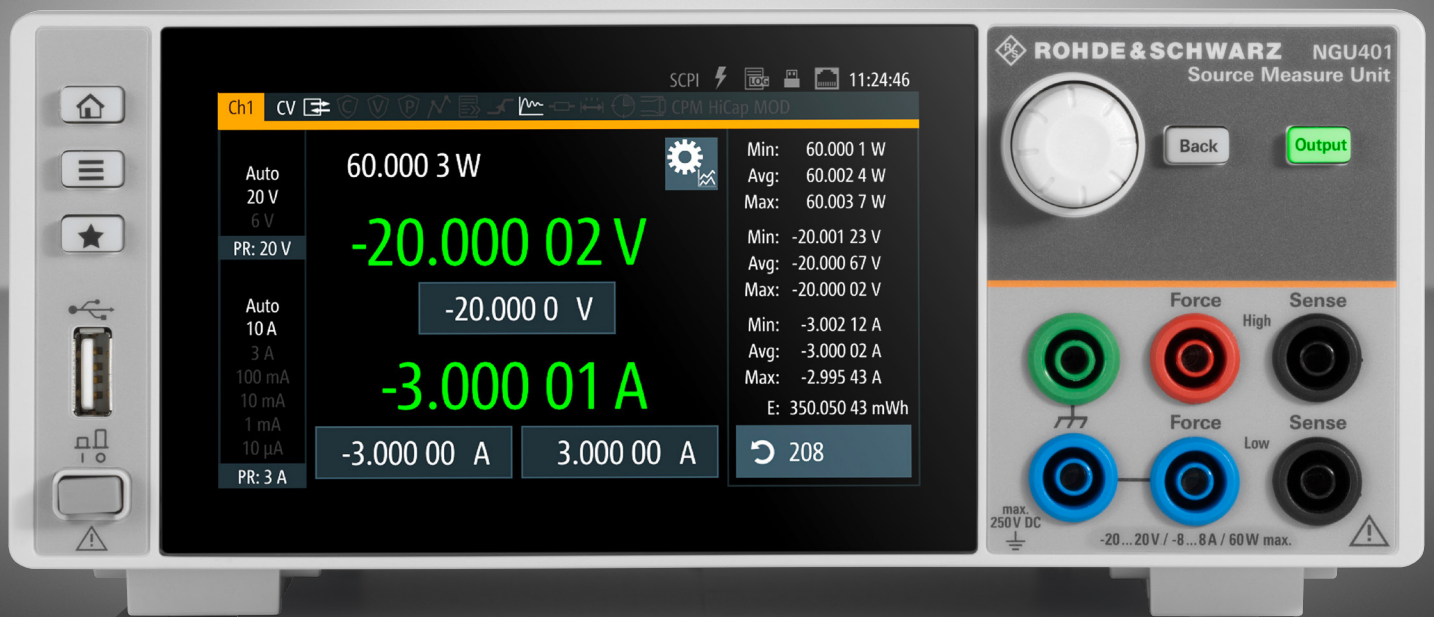 SCPI LOG 11:24:46
Ch1 CV C V P CPM HiCap MOD
Auto
20 V
6 V
PR: 20 V
Auto
10 A
3 A
100 mA
10 mA
1 mA
10 µA
PR: 3 A
60.000 3 W
-20.000 02 V
-20.000 0 V
-3.000 01 A
-3.000 00 A 3.000 00 A
Min: 60.000 1 W
Avg: 60.002 4 W
Max: 60.003 7 W
Min: -20.001 23 V
Avg: -20.000 67 V
Max: -20.000 02 V
Min: -3.002 12 A
Avg: -3.000 02 A
Max: -2.995 43 A
E: 350.050 43 mWh
208
R&S ROHDE&SCHWARZ NGU401
Source Measure Unit
Back Output
Force Sense
High
Force Sense
Low
max.
250 V DC
-20...20V / -8...8A / 60W max.